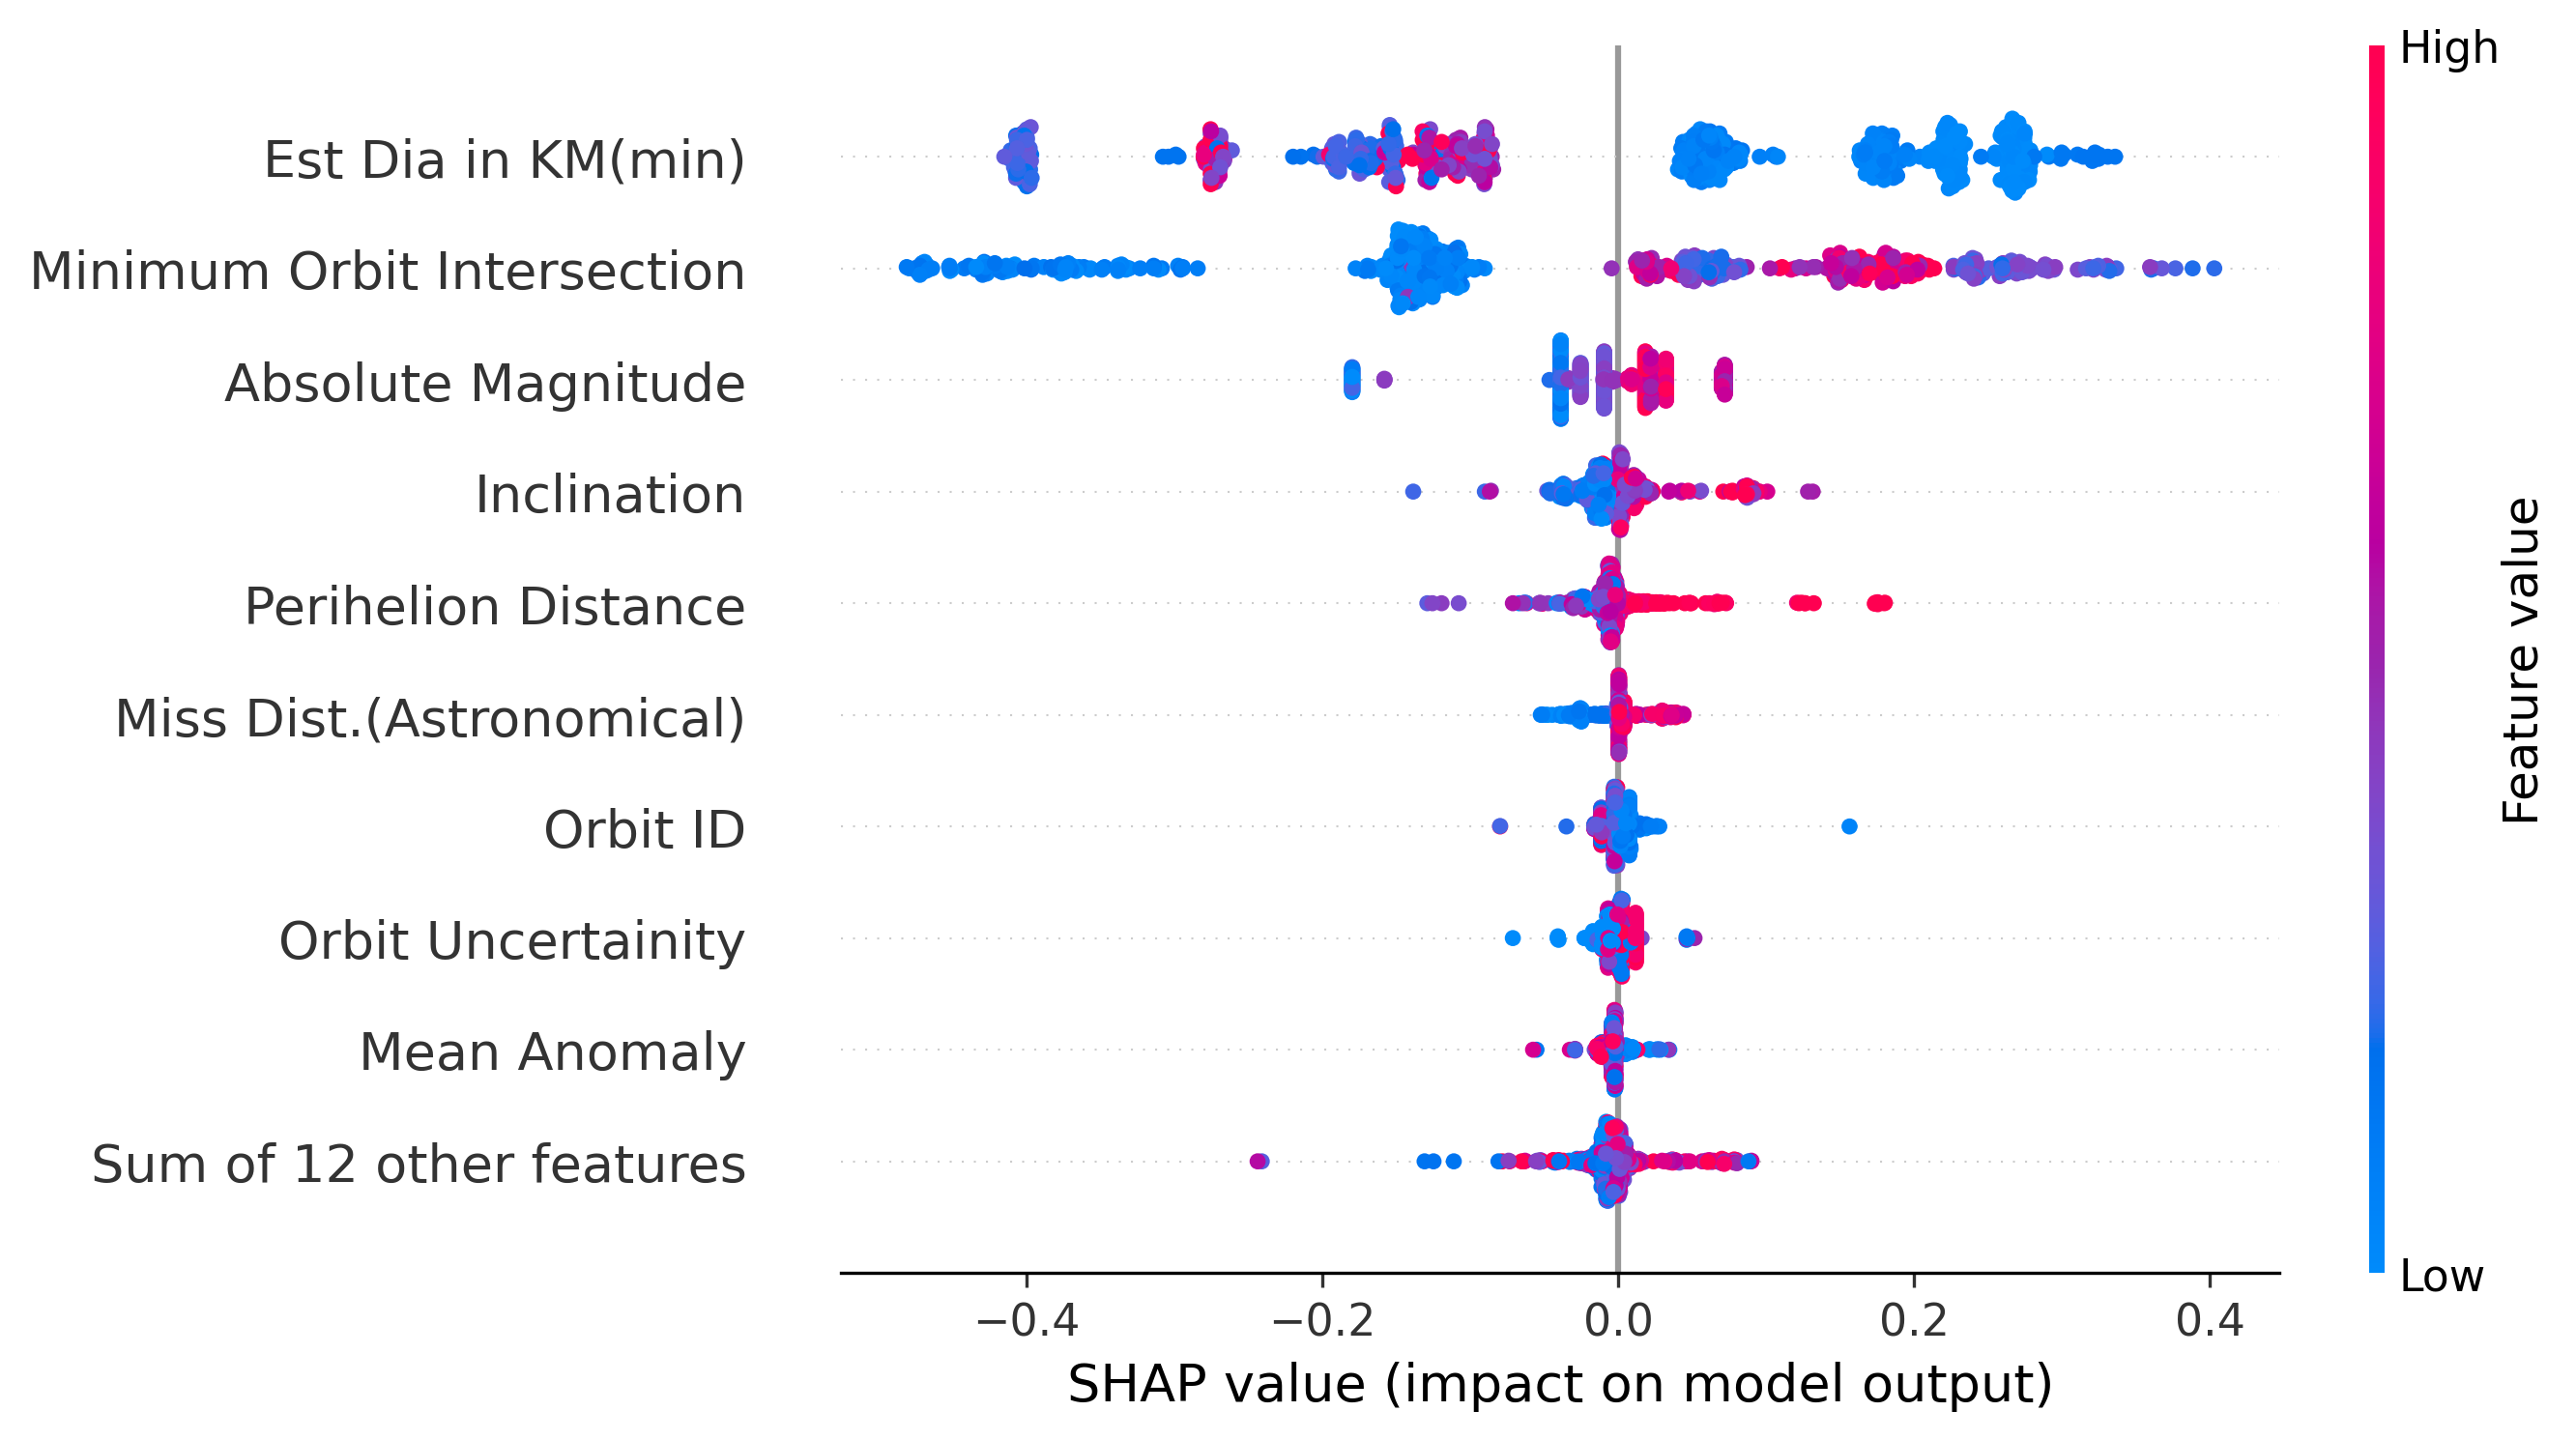 High
Est Dia in KM(min)
Minimum Orbit Intersection
Absolute Magnitude
Inclination
Perihelion Distance
Miss Dist.(Astronomical)
Orbit ID
Orbit Uncertainity
Mean Anomaly
Sum of 12 other features
Feature value
Low
−0.4 −0.2 0.0 0.2 0.4
SHAP value (impact on model output)